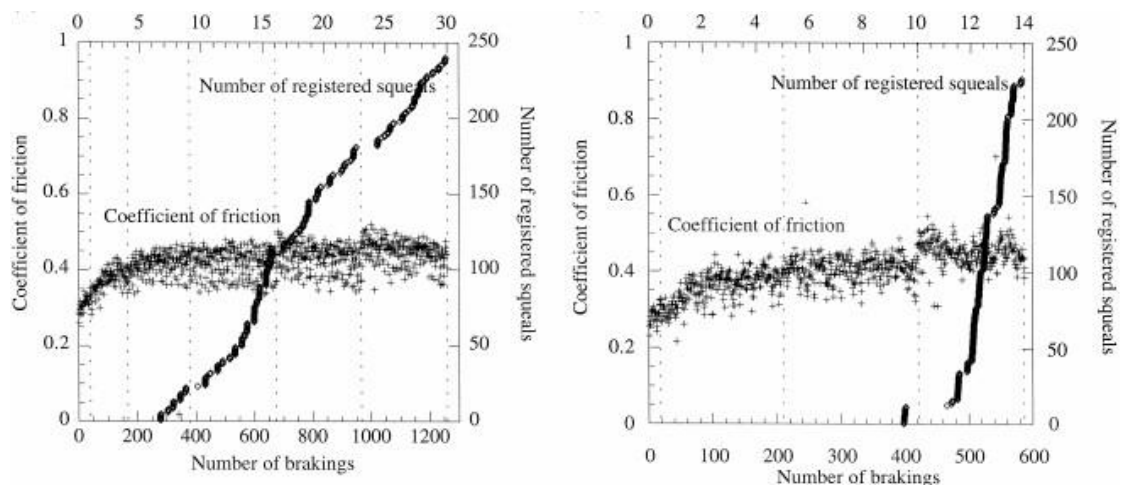 0 5 10 15 20 25 30
1 250
Number of registered squeals
0.8 200
0.6 150
Coefficient of friction
0.4 100
0.2 50
0 0
0 200 400 600 800 1000 1200
Number of brakings
Coefficient of friction
Number of registered squeals
0 2 4 6 8 10 12 14
1 250
Number of registered squeals
0.8 200
0.6 150
Coefficient of friction
0.4 100
0.2 50
0 0
0 100 200 300 400 500 600
Number of brakings
Coefficient of friction
Number of registered squeals